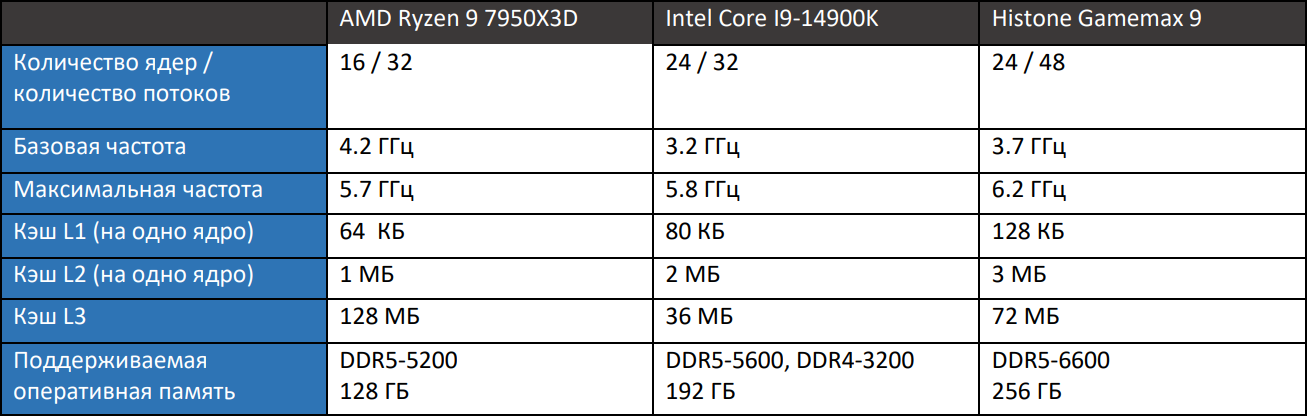 AMD Ryzen 9 7950X3D Intel Core I9-14900K Histone Gamemax 9
Количество ядер / 16 / 32 24 / 32 24 / 48
количество потоков
Базовая частота 4.2 ГГц 3.2 ГГц 3.7 ГГц
Максимальная частота 5.7 ГГц 5.8 ГГц 6.2 ГГц
Кэш L1 (на одно ядро) 64 КБ 80 КБ 128 КБ
Кэш L2 (на одно ядро) 1 МБ 2 МБ 3 МБ
Кэш L3 128 МБ 36 МБ 72 МБ
Поддерживаемая DDR5-5200 DDR5-5600, DDR4-3200 DDR5-6600
оперативная память 128 ГБ 192 ГБ 256 ГБ